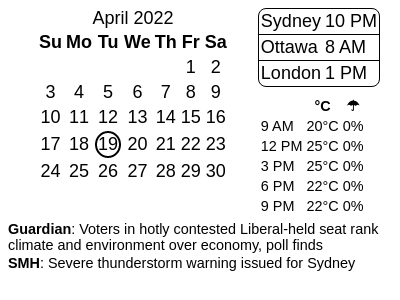 April 2022
Su Mo Tu We Th Fr Sa
1 2
3 4 5 6 7 8 9
10 11 12 13 14 15 16
17 18 19 20 21 22 23
24 25 26 27 28 29 30
Sydney 10 PM
Ottawa 8 AM
London 1 PM
°C ☂
9 AM 20°C 0%
12 PM 25°C 0%
3 PM 25°C 0%
6 PM 22°C 0%
9 PM 22°C 0%
Guardian: Voters in hotly contested Liberal-held seat rank
climate and environment over economy, poll finds
SMH: Severe thunderstorm warning issued for Sydney